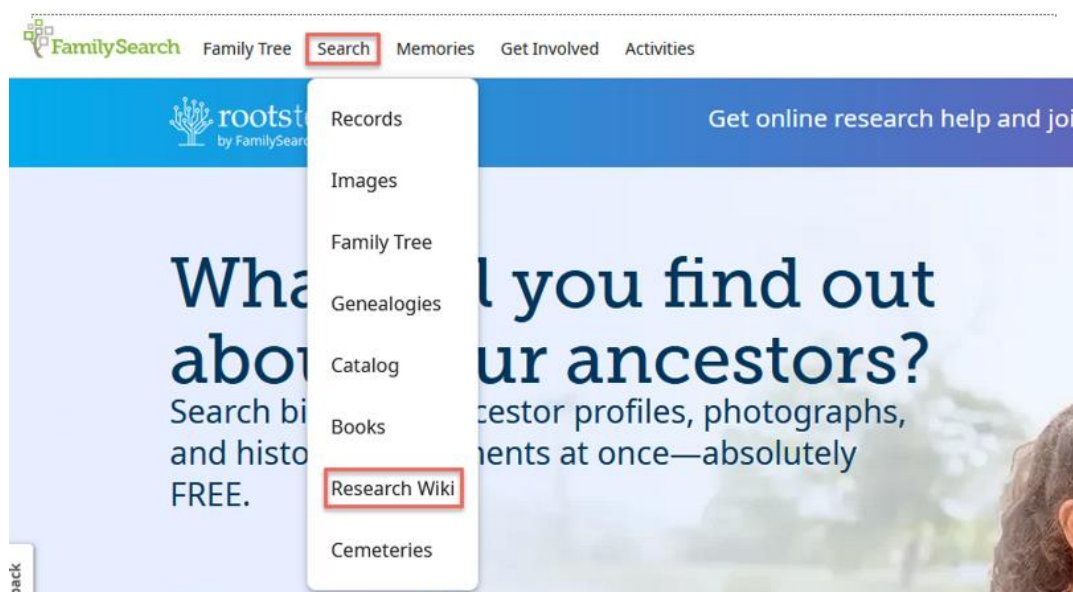 FamilySearch Family Tree Search Memories Get Involved Activities
rootst
by FamilySearc
Get online research help and joi
Records
Images
Family Tree
Genealogies
Catalog
Books
Research Wiki
Cemeteries
Wha l you find out
abo ur ancestors?
Search bi cestor profiles, photographs,
and histo ents at once—absolutely
FREE.
back